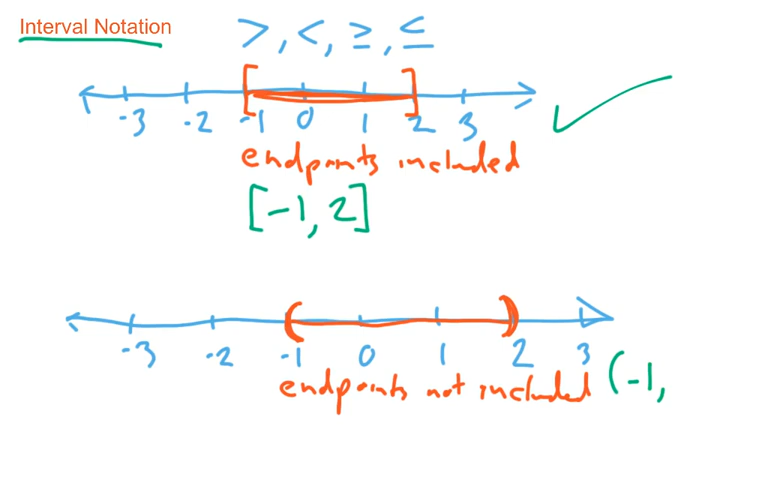 Interval Notation
>, <, ≥, ≤
-3 -2 -1 0 1 2 3
endpoints included
[-1, 2]
-3 -2 -1 0 1 2 3
endpoints not included (-1,